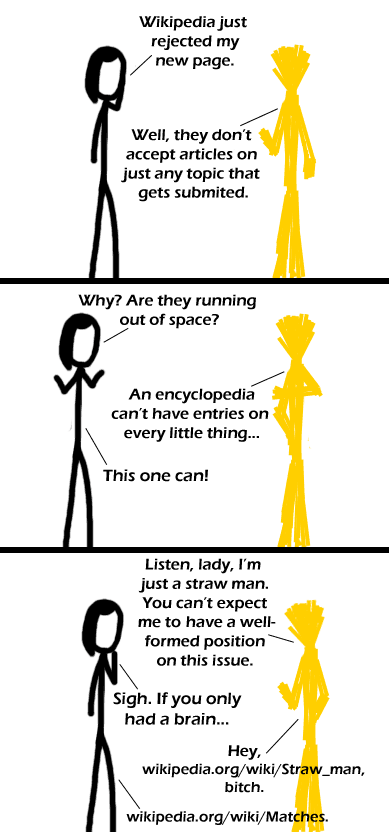 Wikipedia just
rejected my
new page.
Well, they don't
accept articles on
just any topic that
gets submited.
Why? Are they running
out of space?
An encyclopedia
can't have entries on
every little thing...
This one can!
Listen, lady, I'm
just a straw man.
You can't expect
me to have a well-
formed position
on this issue.
Sigh. If you only
had a brain...
Hey,
wikipedia.org/wiki/Straw_man,
bitch.
wikipedia.org/wiki/Matches.